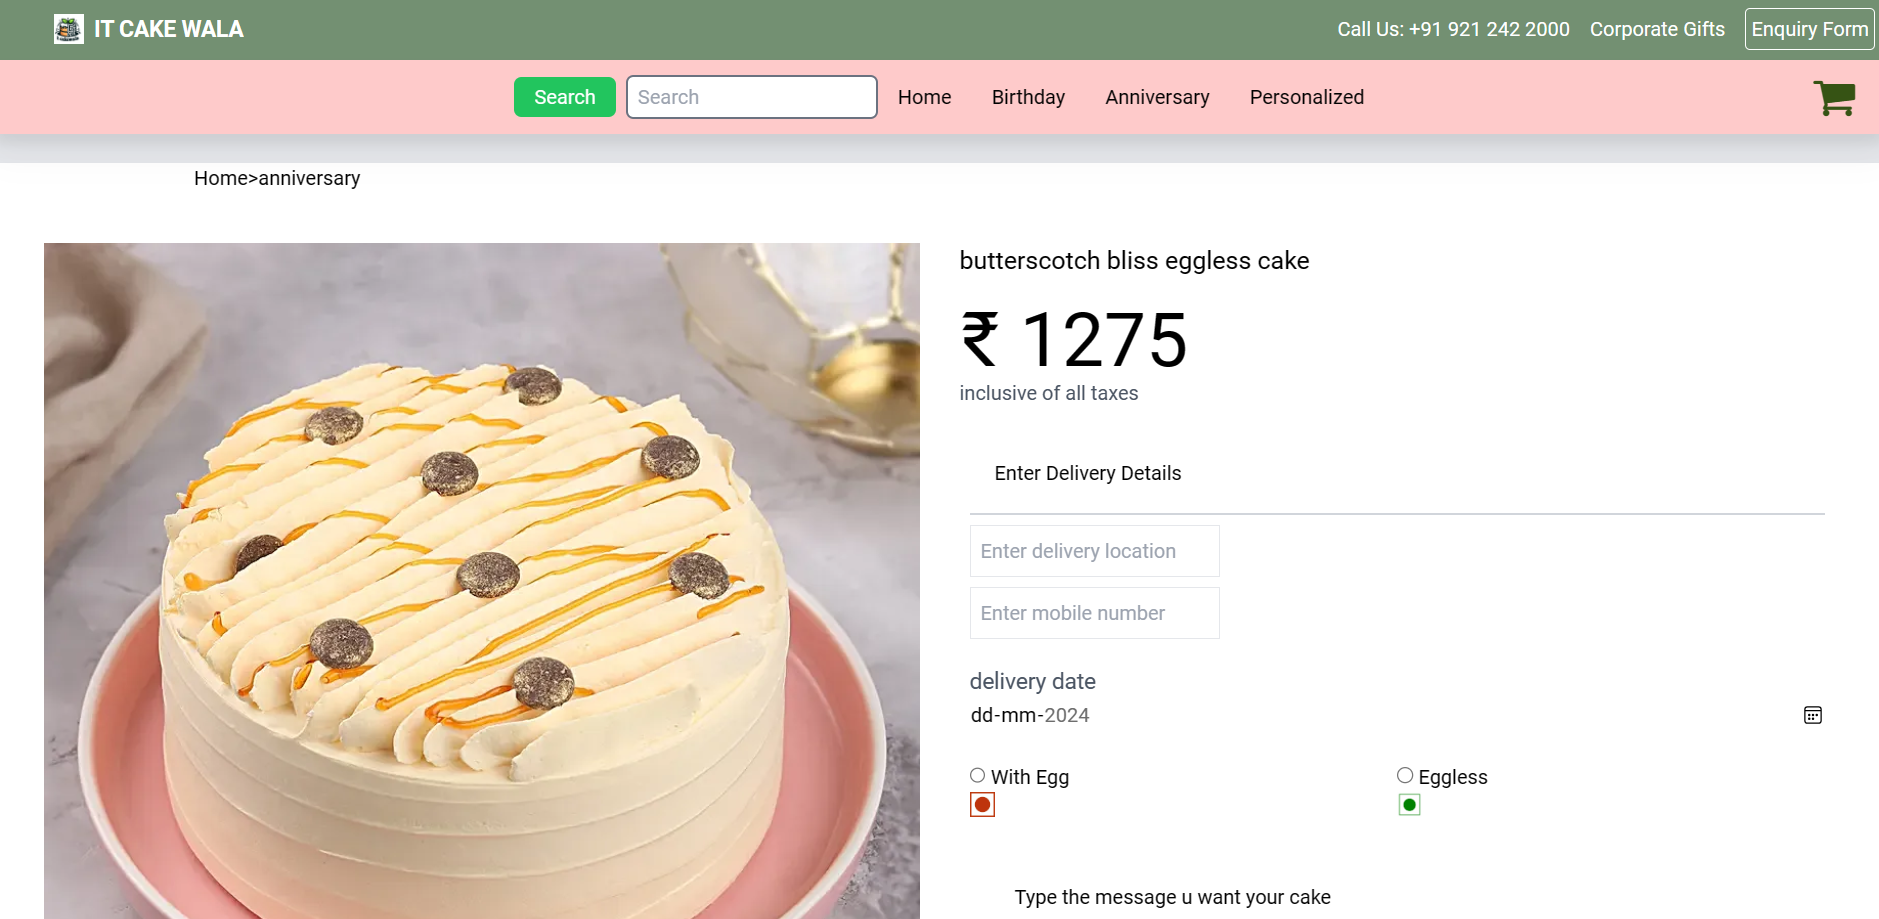 IT CAKE WALA
Call Us: +91 921 242 2000 Corporate Gifts Enquiry Form
Search Search Home Birthday Anniversary Personalized
Home>anniversary
butterscotch bliss eggless cake
₹ 1275
inclusive of all taxes
Enter Delivery Details
Enter delivery location
Enter mobile number
delivery date
dd-mm-2024
With Egg Eggless
Type the message u want your cake